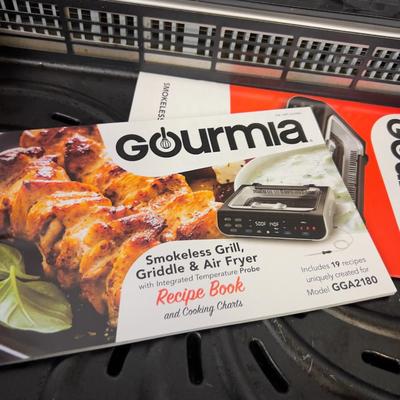 SMOKELESS
GOURMIA
500F
Smokeless Grill,
Griddle & Air Fryer
with Integrated Temperature Probe
Recipe Book
and Cooking Charts
Includes 19 recipes
uniquely created for
Model GGA2180